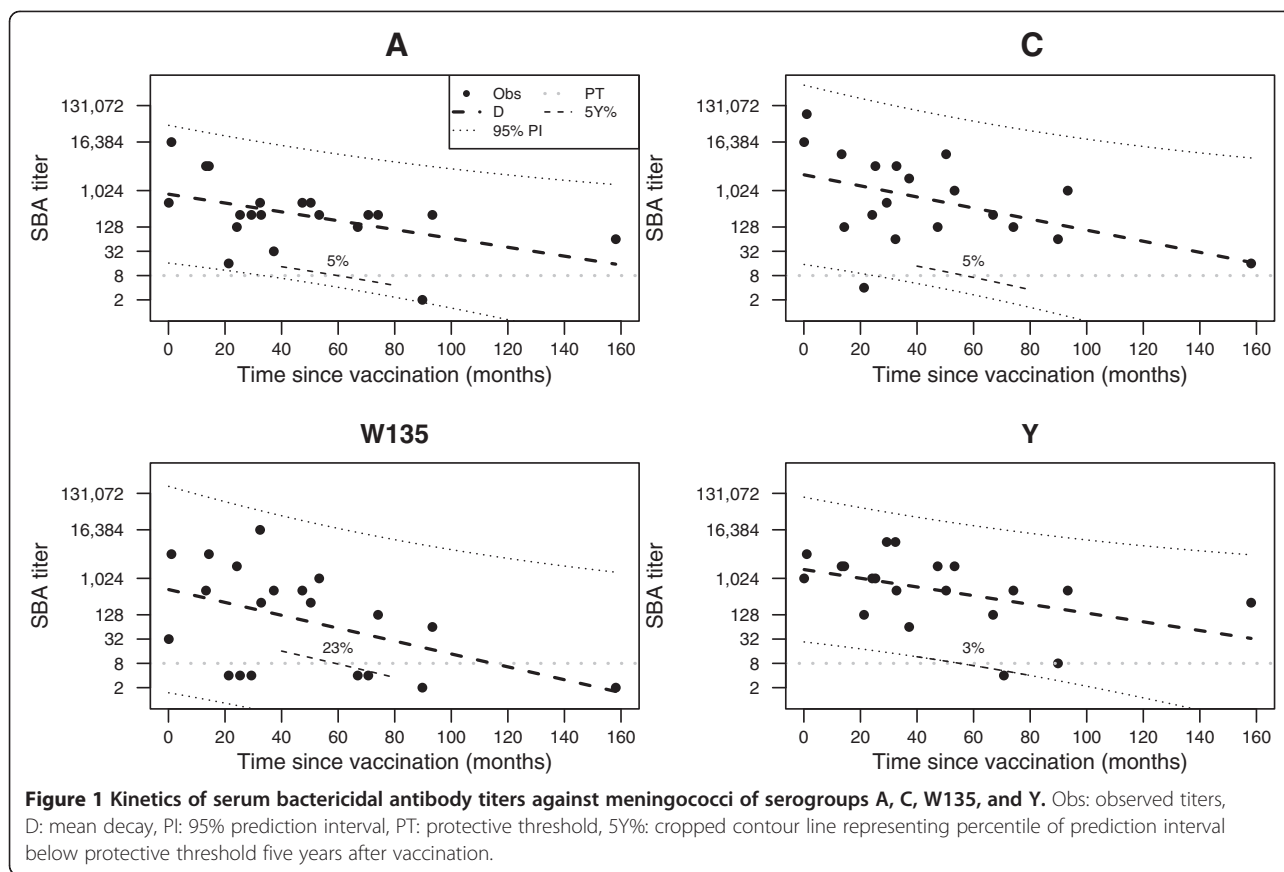 A
Obs
PT
D
5Y%
95% PI
SBA titer
131,072
16,384
1,024
128
32
8
2
5%
0 20 40 60 80 100 120 140 160
Time since vaccination (months)
C
SBA titer
131,072
16,384
1,024
128
32
8
2
5%
0 20 40 60 80 100 120 140 160
Time since vaccination (months)
W135
SBA titer
131,072
16,384
1,024
128
32
8
2
23%
0 20 40 60 80 100 120 140 160
Time since vaccination (months)
Y
SBA titer
131,072
16,384
1,024
128
32
8
2
3%
0 20 40 60 80 100 120 140 160
Time since vaccination (months)
Figure 1 Kinetics of serum bactericidal antibody titers against meningococci of serogroups A, C, W135, and Y. Obs: observed titers,
D: mean decay, PI: 95% prediction interval, PT: protective threshold, 5Y%: cropped contour line representing percentile of prediction interval
below protective threshold five years after vaccination.